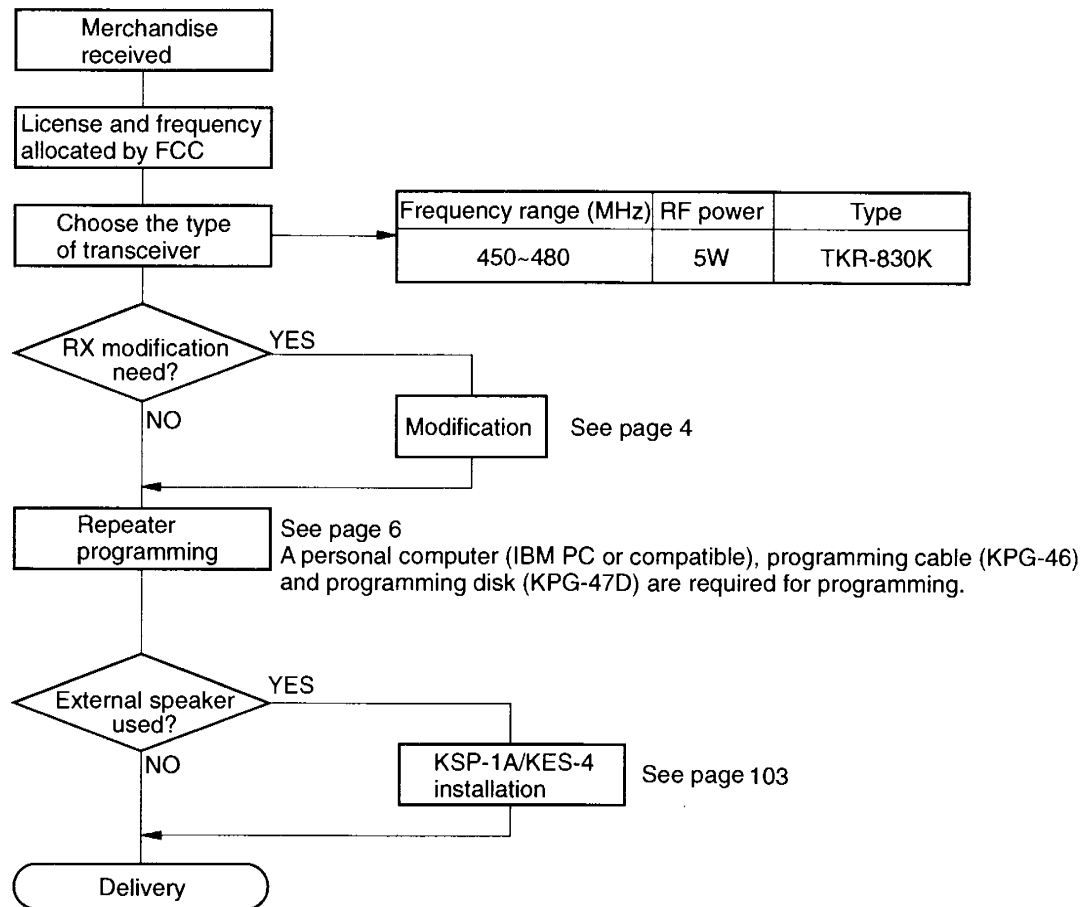 Merchandise
received
License and frequency
allocated by FCC
Choose the type
of transceiver
Frequency range (MHz) RF power Type
450~480 5W TKR-830K
RX modification
need?
YES
NO
Modification
See page 4
Repeater
programming
See page 6
A personal computer (IBM PC or compatible), programming cable (KPG-46)
and programming disk (KPG-47D) are required for programming.
External speaker
used?
YES
NO
KSP-1A/KES-4
installation
See page 103
Delivery